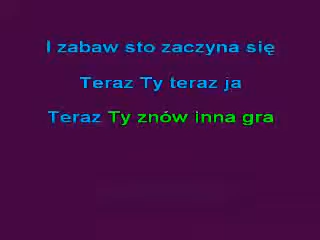 I zabaw sto zaczyna się
Teraz Ty teraz ja
Teraz Ty znów inna gra